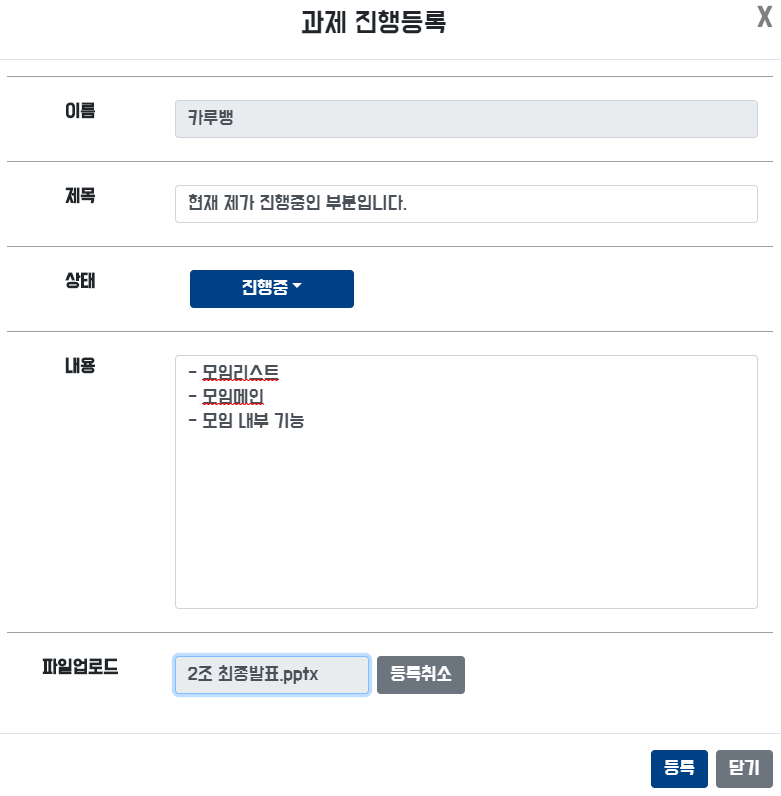 과제 진행등록
X
이름
카루뱅
제목
현재 제가 진행중인 부분입니다.
상태
진행중
내용
- 모임리스트
- 모임메인
- 모임 내부 기능
파일업로드
2조 최종발표.pptx
등록취소
등록
닫기